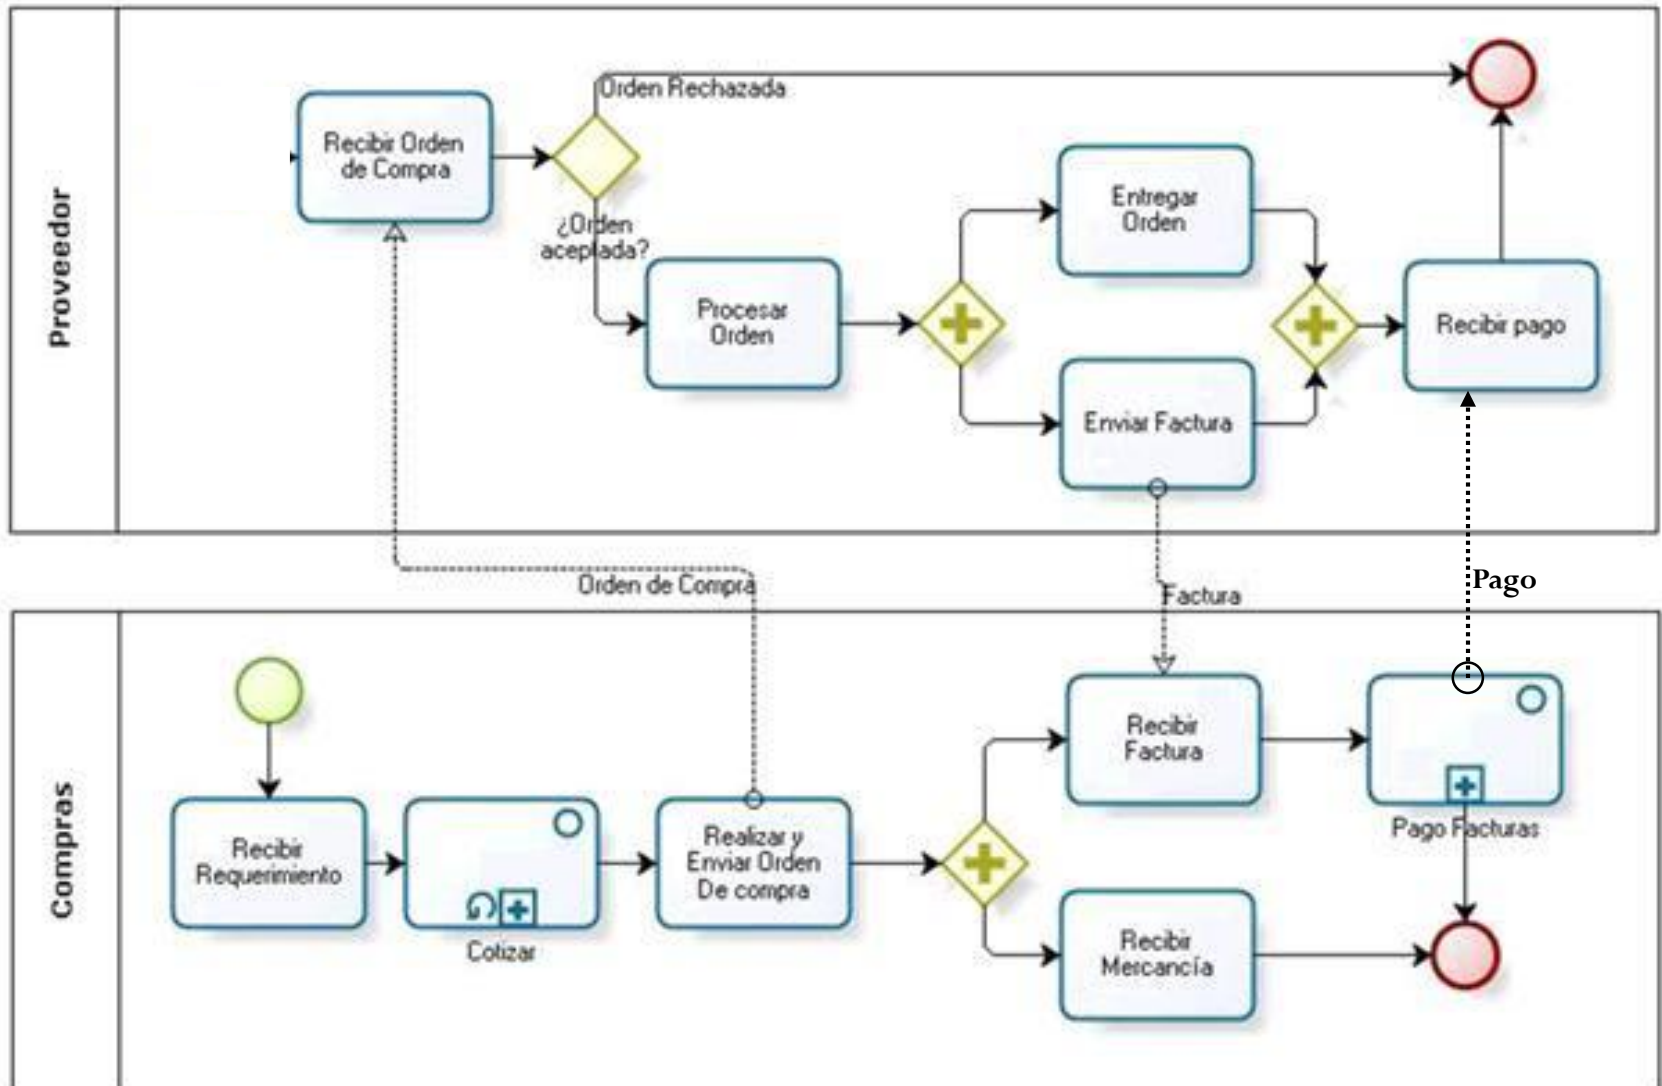 Proveedor
Orden Rechazada
Recibir Orden
de Compra
¿Orden
aceptada?
Procesar
Orden
Entregar
Orden
Enviar Factura
Recibir pago
Orden de Compra
Factura
Pago
Compras
Recibir
Requerimiento
Cotizar
Realizar y
Enviar Orden
De compra
Recibir
Factura
Pago Facturas
Recibir
Mercancía